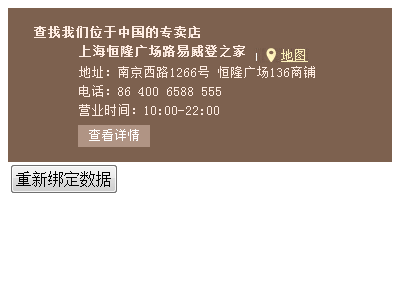 查找我们位于中国的专卖店
上海恒隆广场路易威登之家 | 地图
地址：南京西路1266号 恒隆广场136商铺
电话：86 400 6588 555
营业时间：10:00-22:00
查看详情
重新绑定数据